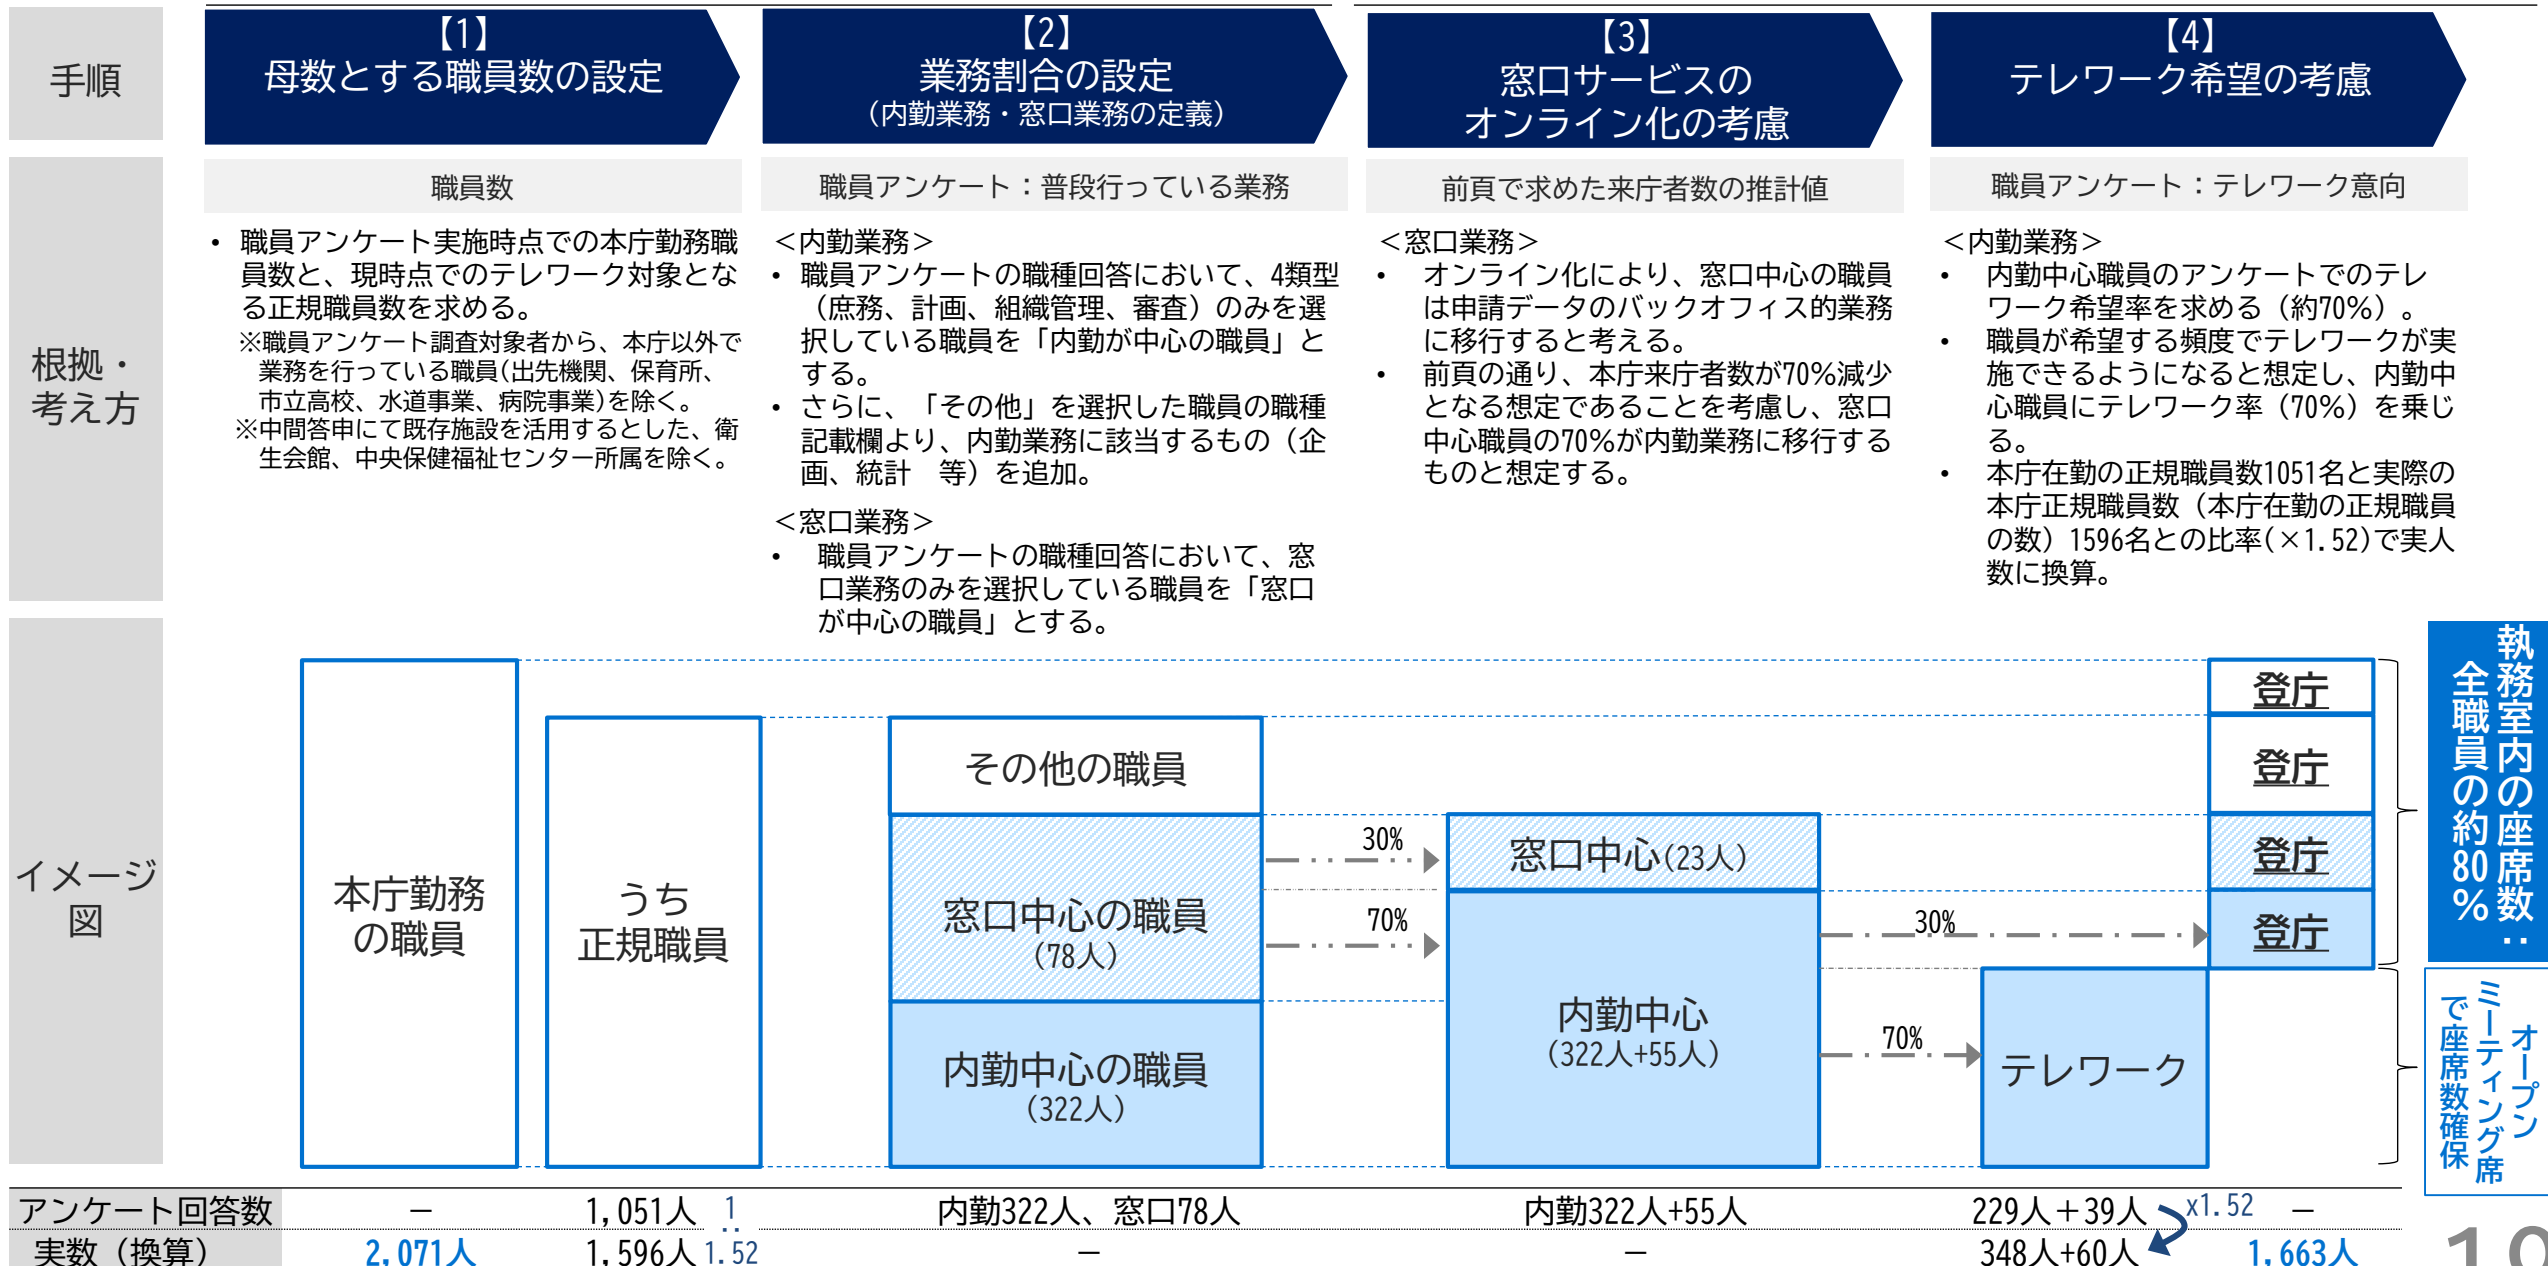 手順
【1】
母数とする職員数の設定
【2】
業務割合の設定
（内勤業務・窓口業務の定義）
【3】
窓口サービスの
オンライン化の考慮
【4】
テレワーク希望の考慮
根拠・
考え方
職員数
・ 職員アンケート実施時点での本庁勤務職
員数と、現時点でのテレワーク対象とな
る正規職員数を求める。
※職員アンケート調査対象者から、本庁以外で
業務を行っている職員(出先機関、保育所、
市立高校、水道事業、病院事業)を除く。
※中間答申にて既存施設を活用するとした、衛
生会館、中央保健福祉センター所属を除く。
職員アンケート：普段行っている業務
＜内勤業務＞
・ 職員アンケートの職種回答において、4類型
（庶務、計画、組織管理、審査）のみを選
択している職員を「内勤が中心の職員」と
する。
・ さらに、「その他」を選択した職員の職種
記載欄より、内勤業務に該当するもの（企
画、統計　等）を追加。
＜窓口業務＞
・ 職員アンケートの職種回答において、窓
口業務のみを選択している職員を「窓口
が中心の職員」とする。
前頁で求めた来庁者数の推計値
＜窓口業務＞
・ オンライン化により、窓口中心の職員
は申請データのバックオフィス的業務
に移行すると考える。
・ 前頁の通り、本庁来庁者数が70%減少
となる想定であることを考慮し、窓口
中心職員の70%が内勤業務に移行する
ものと想定する。
職員アンケート：テレワーク意向
＜内勤業務＞
・ 内勤中心職員のアンケートでのテレ
ワーク希望率を求める（約70%）。
・ 職員が希望する頻度でテレワークが実
施できるようになると想定し、内勤中
心職員にテレワーク率（70%）を乗じ
る。
・ 本庁在勤の正規職員数1051名と実際の
本庁正規職員数（本庁在勤の正規職員
の数）1596名との比率(×1.52)で実人
数に換算。
イメージ
図
本庁勤務
の職員
うち
正規職員
その他の職員
窓口中心の職員
(78人)
内勤中心の職員
(322人)
30%
70%
窓口中心(23人)
内勤中心
(322人+55人)
30%
70%
テレワーク
登庁
登庁
登庁
登庁
執務室内の座席数：
全職員の約80%
オープン
ミーティング席
で座席数確保
アンケート回答数
－
1,051人
1
:
内勤322人、窓口78人
内勤322人+55人
229人＋39人
x1.52
－
実数（換算）
2,071人
1,596人
1.52
－
－
348人+60人
1,663人